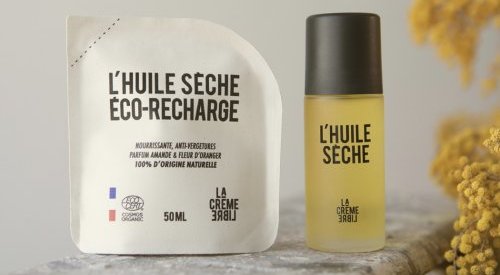 L'HUILE SÈCHE
ÉCO-RECHARGE
NOURRISSANTE, ANTI-VERGETURES
PARFUM AMANDE & FLEUR D'ORANGER
100% D'ORIGINE NATURELLE
COSMOS
ORGANIC
50ML
LA
CRÈME
LIBRE
L'HUILE
SÈCHE
LA
CRÈME
LIBRE